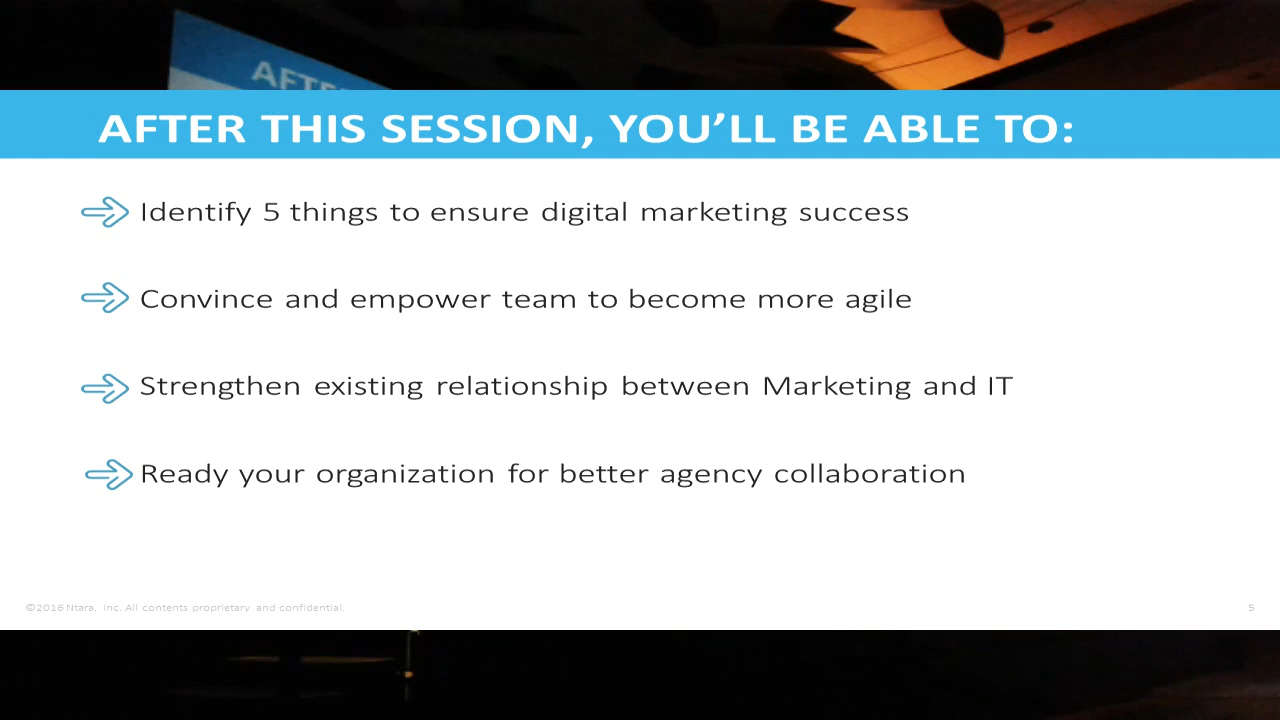 AFTE
AFTER THIS SESSION, YOU’LL BE ABLE TO:
Identify 5 things to ensure digital marketing success
Convince and empower team to become more agile
Strengthen existing relationship between Marketing and IT
Ready your organization for better agency collaboration
©2016 Ntara, Inc. All contents proprietary and confidential.
5